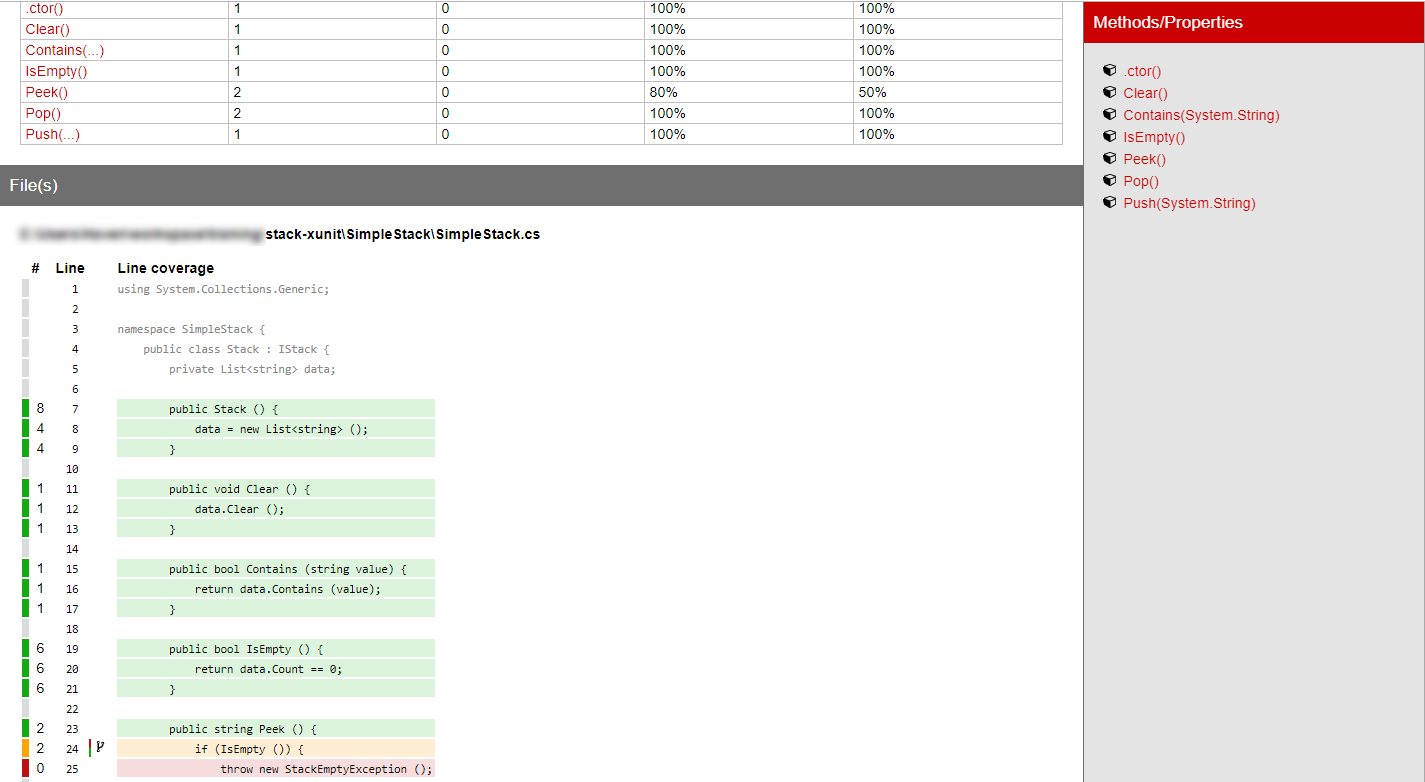 .ctor() 1 0 100% 100%
Clear() 1 0 100% 100%
Contains(...) 1 0 100% 100%
IsEmpty() 1 0 100% 100%
Peek() 2 0 80% 50%
Pop() 2 0 100% 100%
Push(...) 1 0 100% 100%
File(s)
stack-xunit\SimpleStack\SimpleStack.cs
# Line Line coverage
1 using System.Collections.Generic;
2
3 namespace SimpleStack {
4 public class Stack : IStack {
5 private List<string> data;
6
8 7 public Stack () {
4 8 data = new List<string> ();
4 9 }
10
1 11 public void Clear () {
1 12 data.Clear ();
1 13 }
14
1 15 public bool Contains (string value) {
1 16 return data.Contains (value);
1 17 }
18
6 19 public bool IsEmpty () {
6 20 return data.Count == 0;
6 21 }
22
2 23 public string Peek () {
2 24 if (IsEmpty ()) {
0 25 throw new StackEmptyException ();
Methods/Properties
.ctor()
Clear()
Contains(System.String)
IsEmpty()
Peek()
Pop()
Push(System.String)